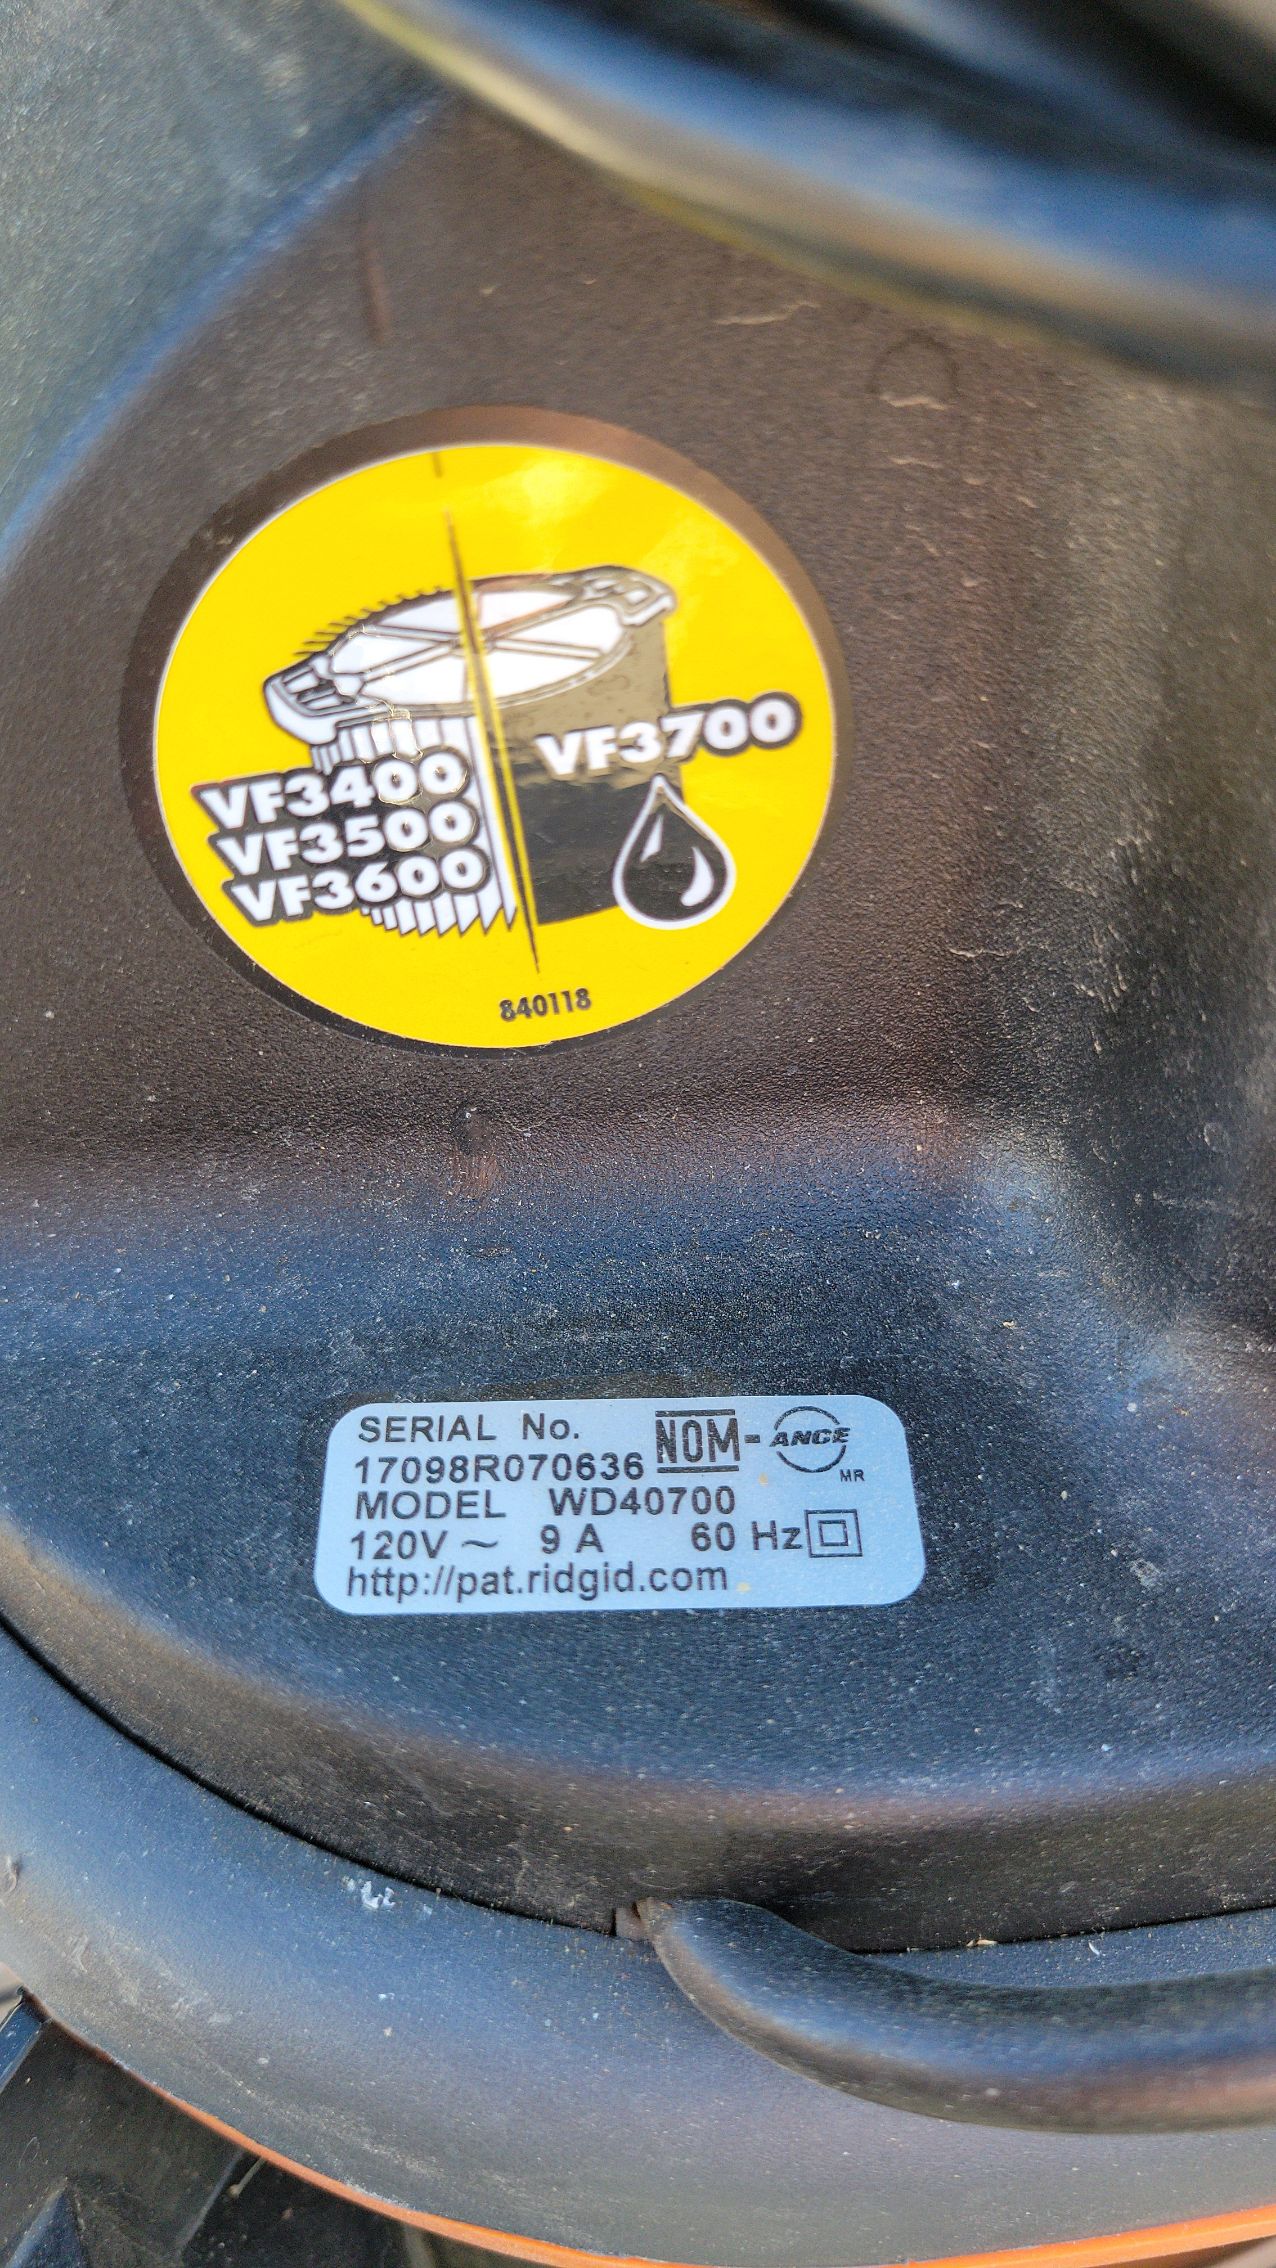 VF3400
VF3500
VF3600
VF3700
840118
SERIAL No.
17098R070636
NOM-ANCE
MR
MODEL WD40700
120V ~ 9 A 60 Hz
http://pat.ridgid.com